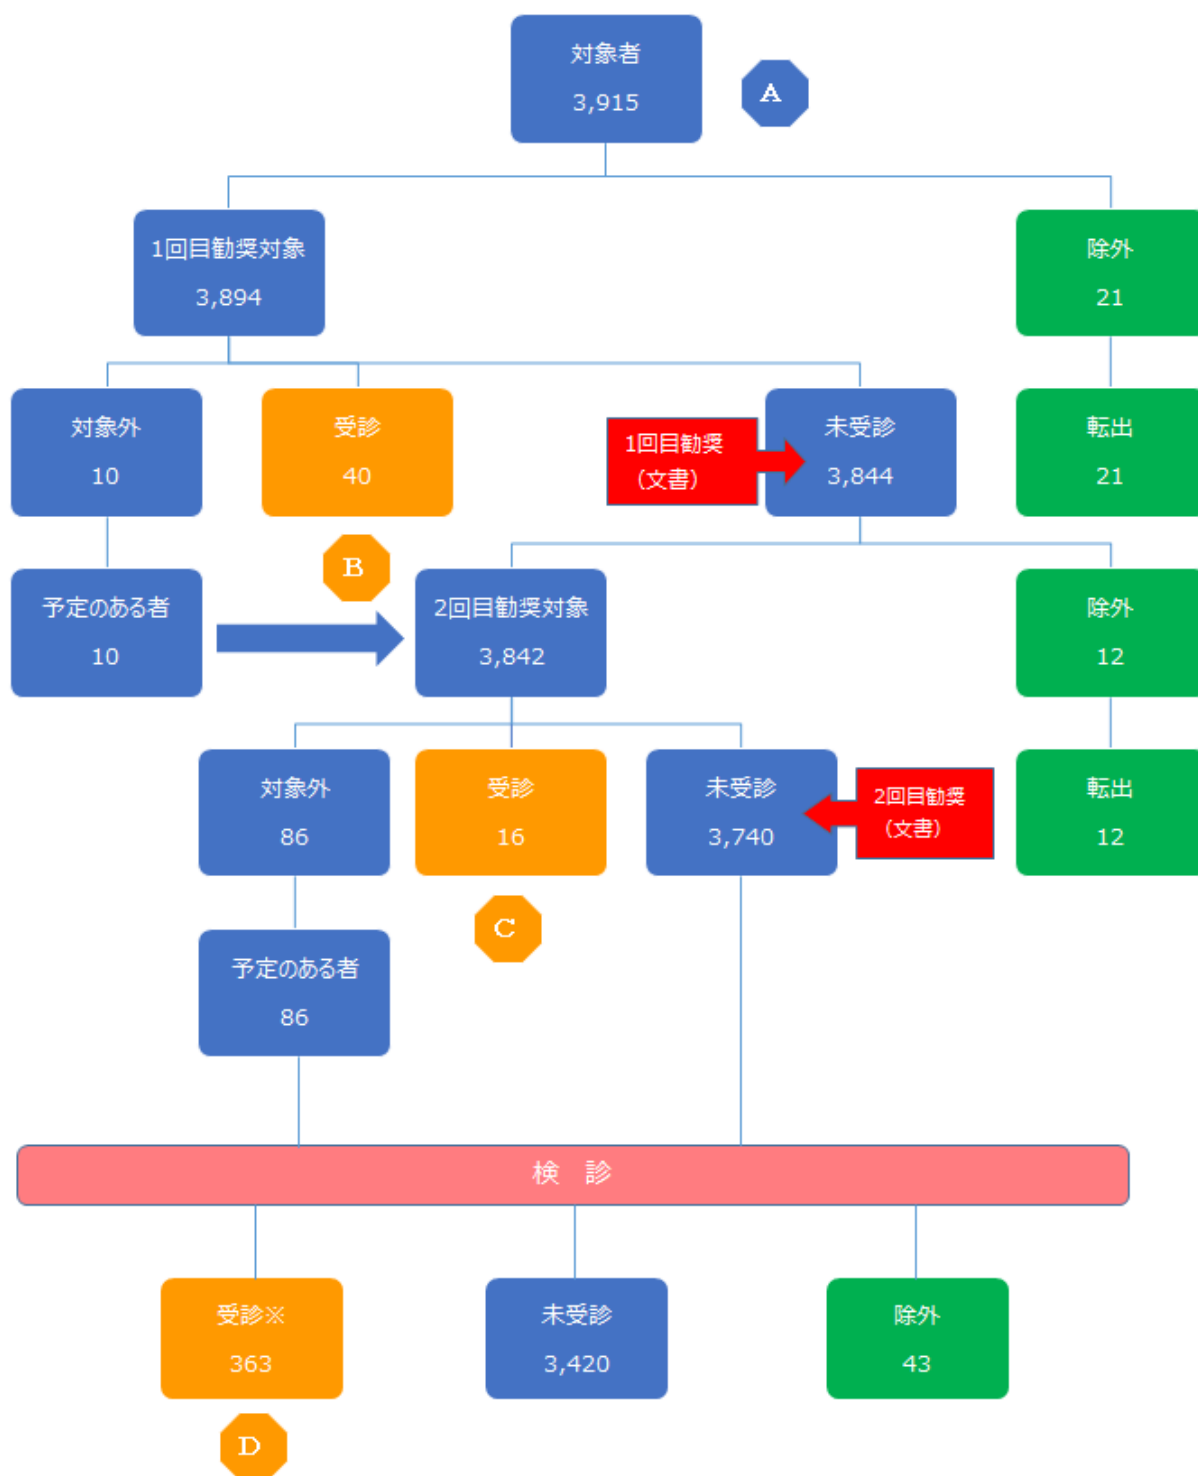 対象者
3,915
A
1回目勧奨対象
3,894
除外
21
対象外
10
受診
40
1回目勧奨
（文書）
未受診
3,844
転出
21
B
予定のある者
10
2回目勧奨対象
3,842
除外
12
対象外
86
受診
16
未受診
3,740
2回目勧奨
（文書）
転出
12
C
予定のある者
86
検　診
受診※
363
未受診
3,420
除外
43
D